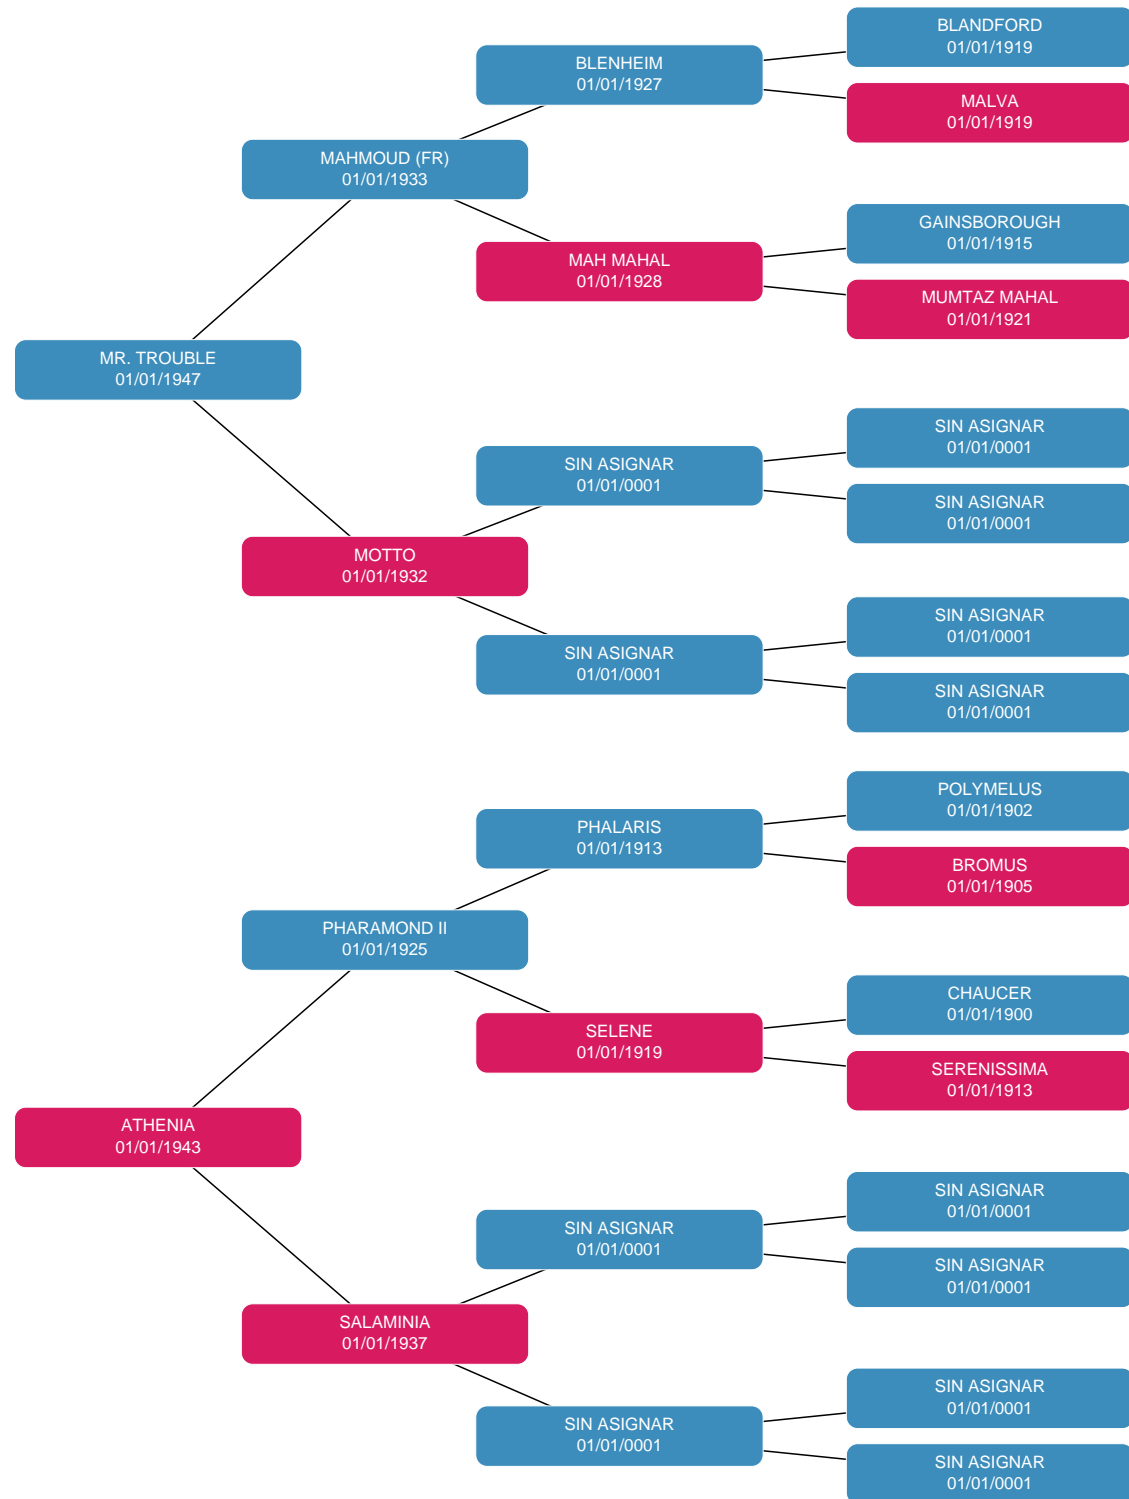 BLANDFORD
01/01/1919
BLENHEIM
01/01/1927
MALVA
01/01/1919
MAHMOUD (FR)
01/01/1933
GAINSBOROUGH
01/01/1915
MAH MAHAL
01/01/1928
MUMTAZ MAHAL
01/01/1921
MR. TROUBLE
01/01/1947
SIN ASIGNAR
01/01/0001
SIN ASIGNAR
01/01/0001
SIN ASIGNAR
01/01/0001
MOTTO
01/01/1932
SIN ASIGNAR
01/01/0001
SIN ASIGNAR
01/01/0001
SIN ASIGNAR
01/01/0001
POLYMELUS
01/01/1902
PHALARIS
01/01/1913
BROMUS
01/01/1905
PHARAMOND II
01/01/1925
CHAUCER
01/01/1900
SELENE
01/01/1919
SERENISSIMA
01/01/1913
ATHENIA
01/01/1943
SIN ASIGNAR
01/01/0001
SIN ASIGNAR
01/01/0001
SIN ASIGNAR
01/01/0001
SALAMINIA
01/01/1937
SIN ASIGNAR
01/01/0001
SIN ASIGNAR
01/01/0001
SIN ASIGNAR
01/01/0001